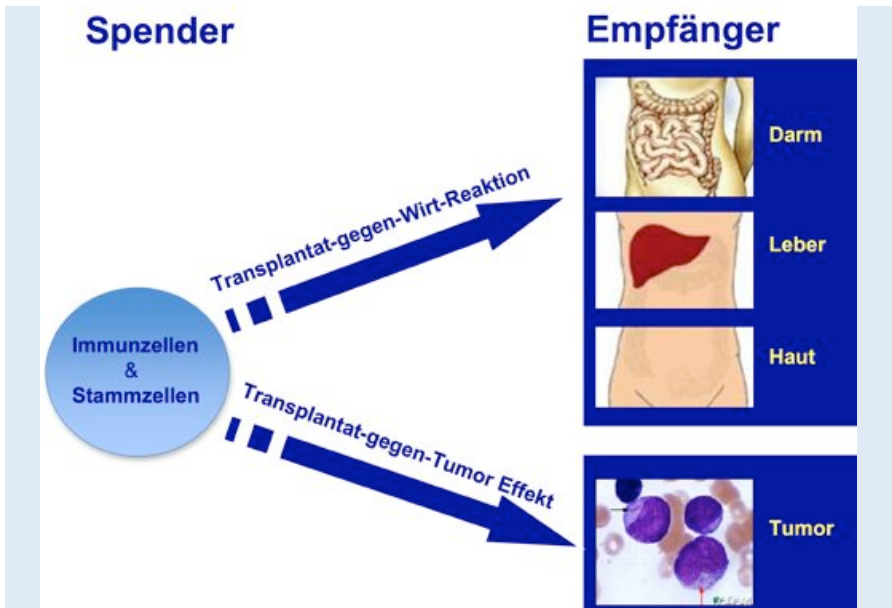 Spender
Empfänger
Transplantat-gegen-Wirt-Reaktion
Darm
Leber
Haut
Immunzellen
&
Stammzellen
Transplantat-gegen-Tumor Effekt
Tumor